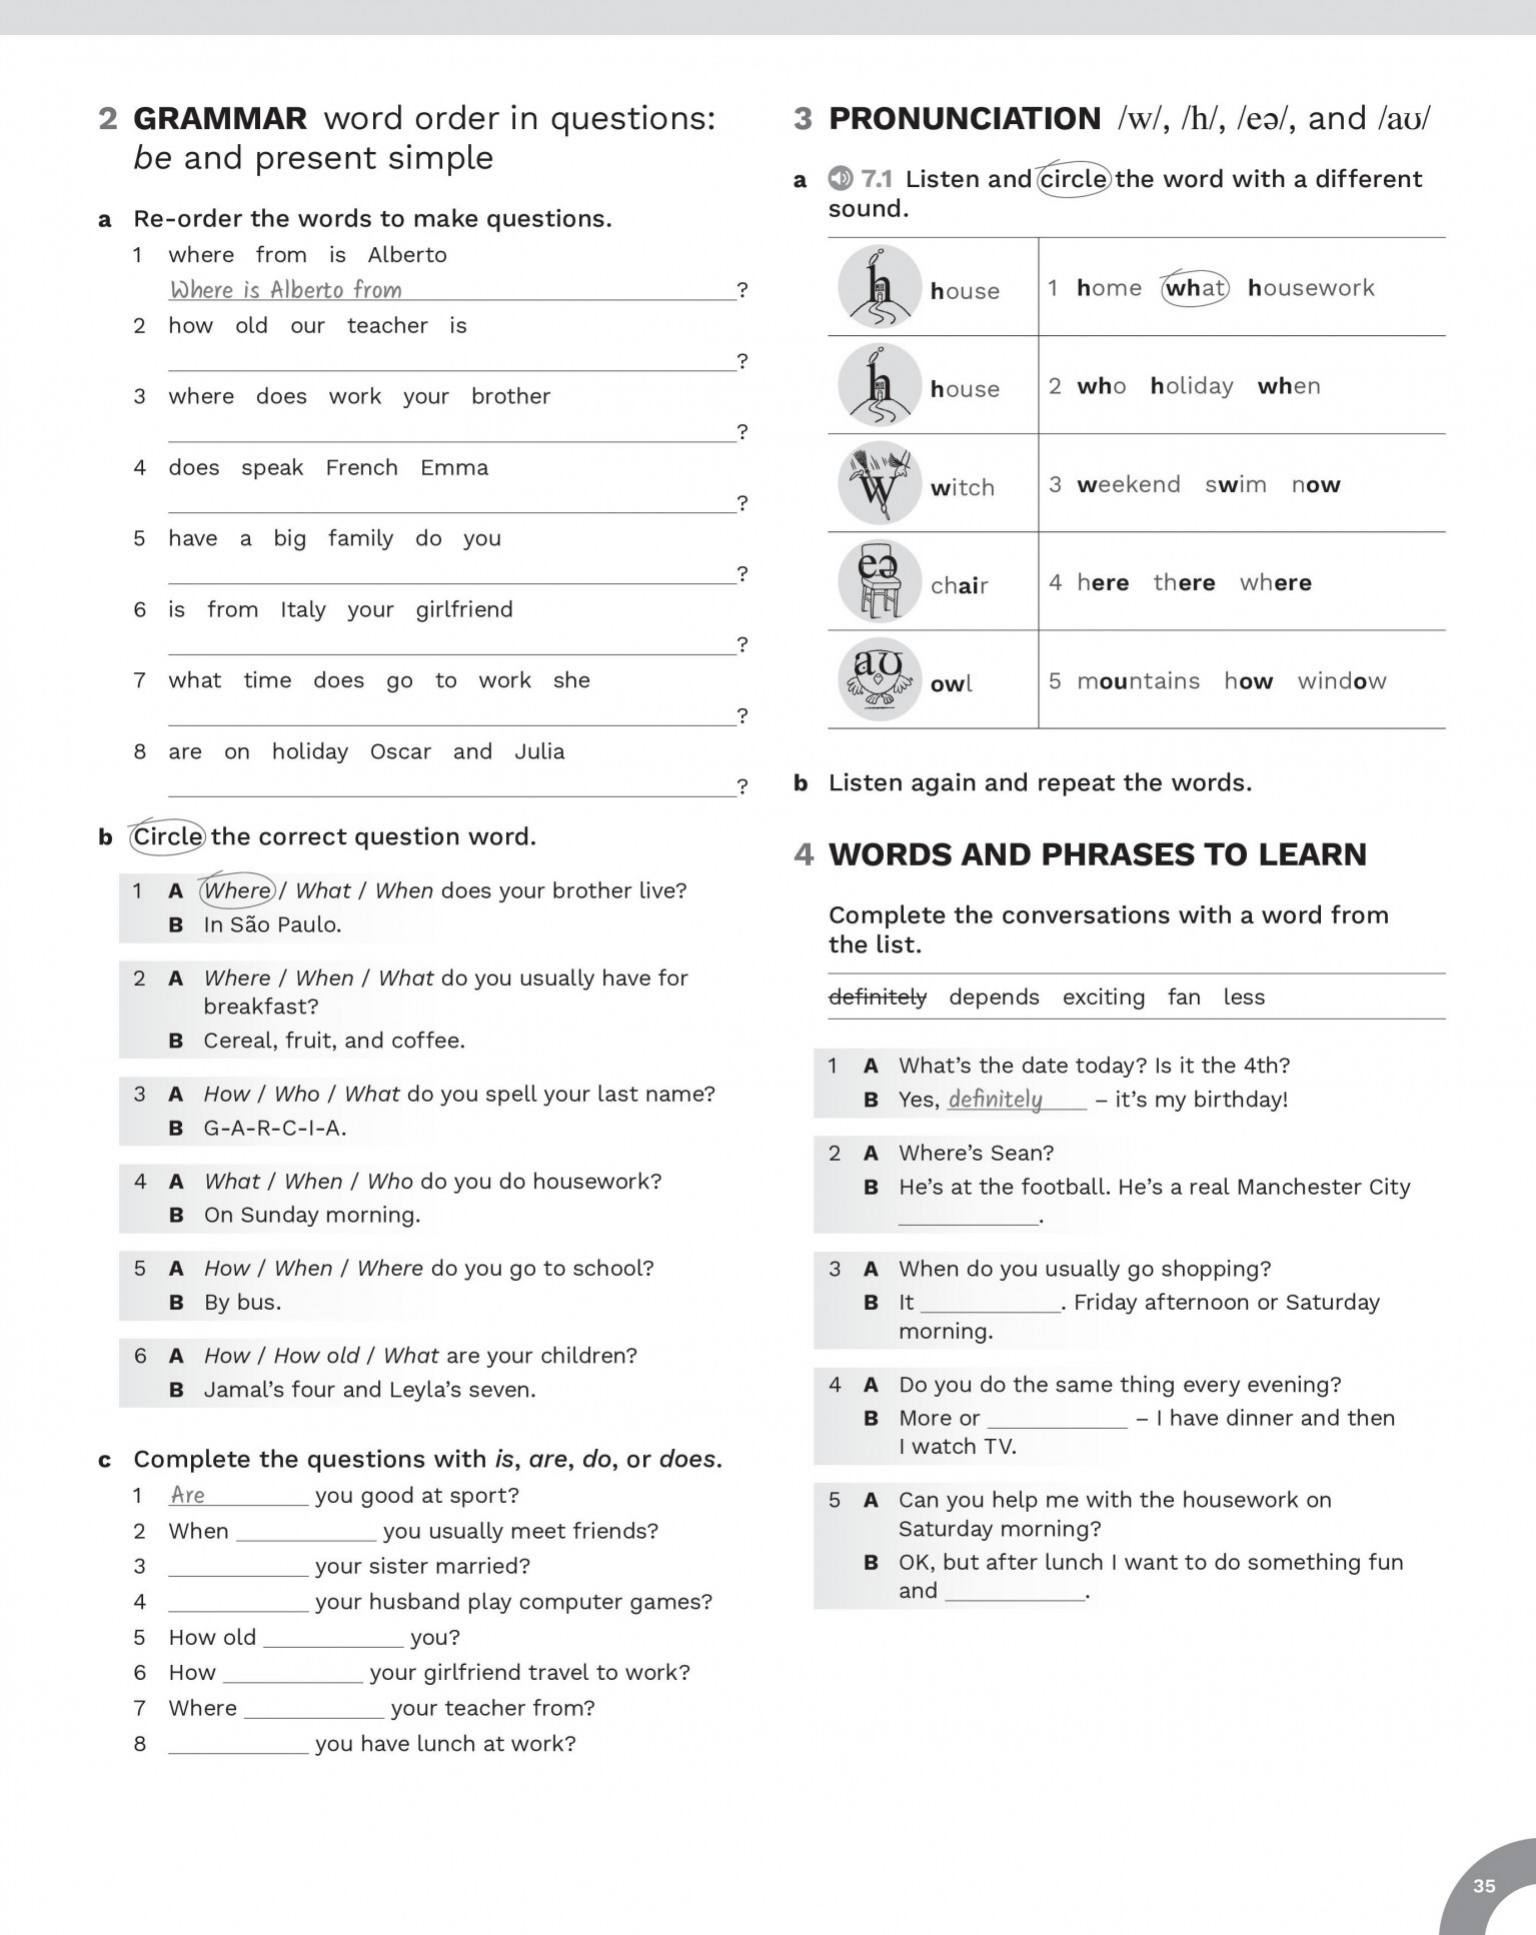 2 GRAMMAR word order in questions:
be and present simple
a Re-order the words to make questions.
1 where from is Alberto
Where is Alberto from ?
2 how old our teacher is
?
3 where does work your brother
?
4 does speak French Emma
?
5 have a big family do you
?
6 is from Italy your girlfriend
?
7 what time does go to work she
?
8 are on holiday Oscar and Julia
?
b Circle the correct question word.
1 A Where / What / When does your brother live?
B In São Paulo.
2 A Where / When / What do you usually have for
breakfast?
B Cereal, fruit, and coffee.
3 A How / Who / What do you spell your last name?
B G-A-R-C-I-A.
4 A What / When / Who do you do housework?
B On Sunday morning.
5 A How / When / Where do you go to school?
B By bus.
6 A How / How old / What are your children?
B Jamal's four and Leyla's seven.
c Complete the questions with is, are, do, or does.
1 Are you good at sport?
2 When ____________ you usually meet friends?
3 ____________ your sister married?
4 ____________ your husband play computer games?
5 How old ____________ you?
6 How ____________ your girlfriend travel to work?
7 Where ____________ your teacher from?
8 ____________ you have lunch at work?
3 PRONUNCIATION /w/, /h/, /eə/, and /aʊ/
a 7.1 Listen and circle the word with a different
sound.
h house 1 home what housework
h house 2 who holiday when
w witch 3 weekend swim now
eə chair 4 here there where
aʊ owl 5 mountains how window
b Listen again and repeat the words.
4 WORDS AND PHRASES TO LEARN
Complete the conversations with a word from
the list.
definitely depends exciting fan less
1 A What's the date today? Is it the 4th?
B Yes, definitely – it's my birthday!
2 A Where's Sean?
B He's at the football. He's a real Manchester City
____________.
3 A When do you usually go shopping?
B It ____________. Friday afternoon or Saturday
morning.
4 A Do you do the same thing every evening?
B More or ____________ – I have dinner and then
I watch TV.
5 A Can you help me with the housework on
Saturday morning?
B OK, but after lunch I want to do something fun
and ____________.
35